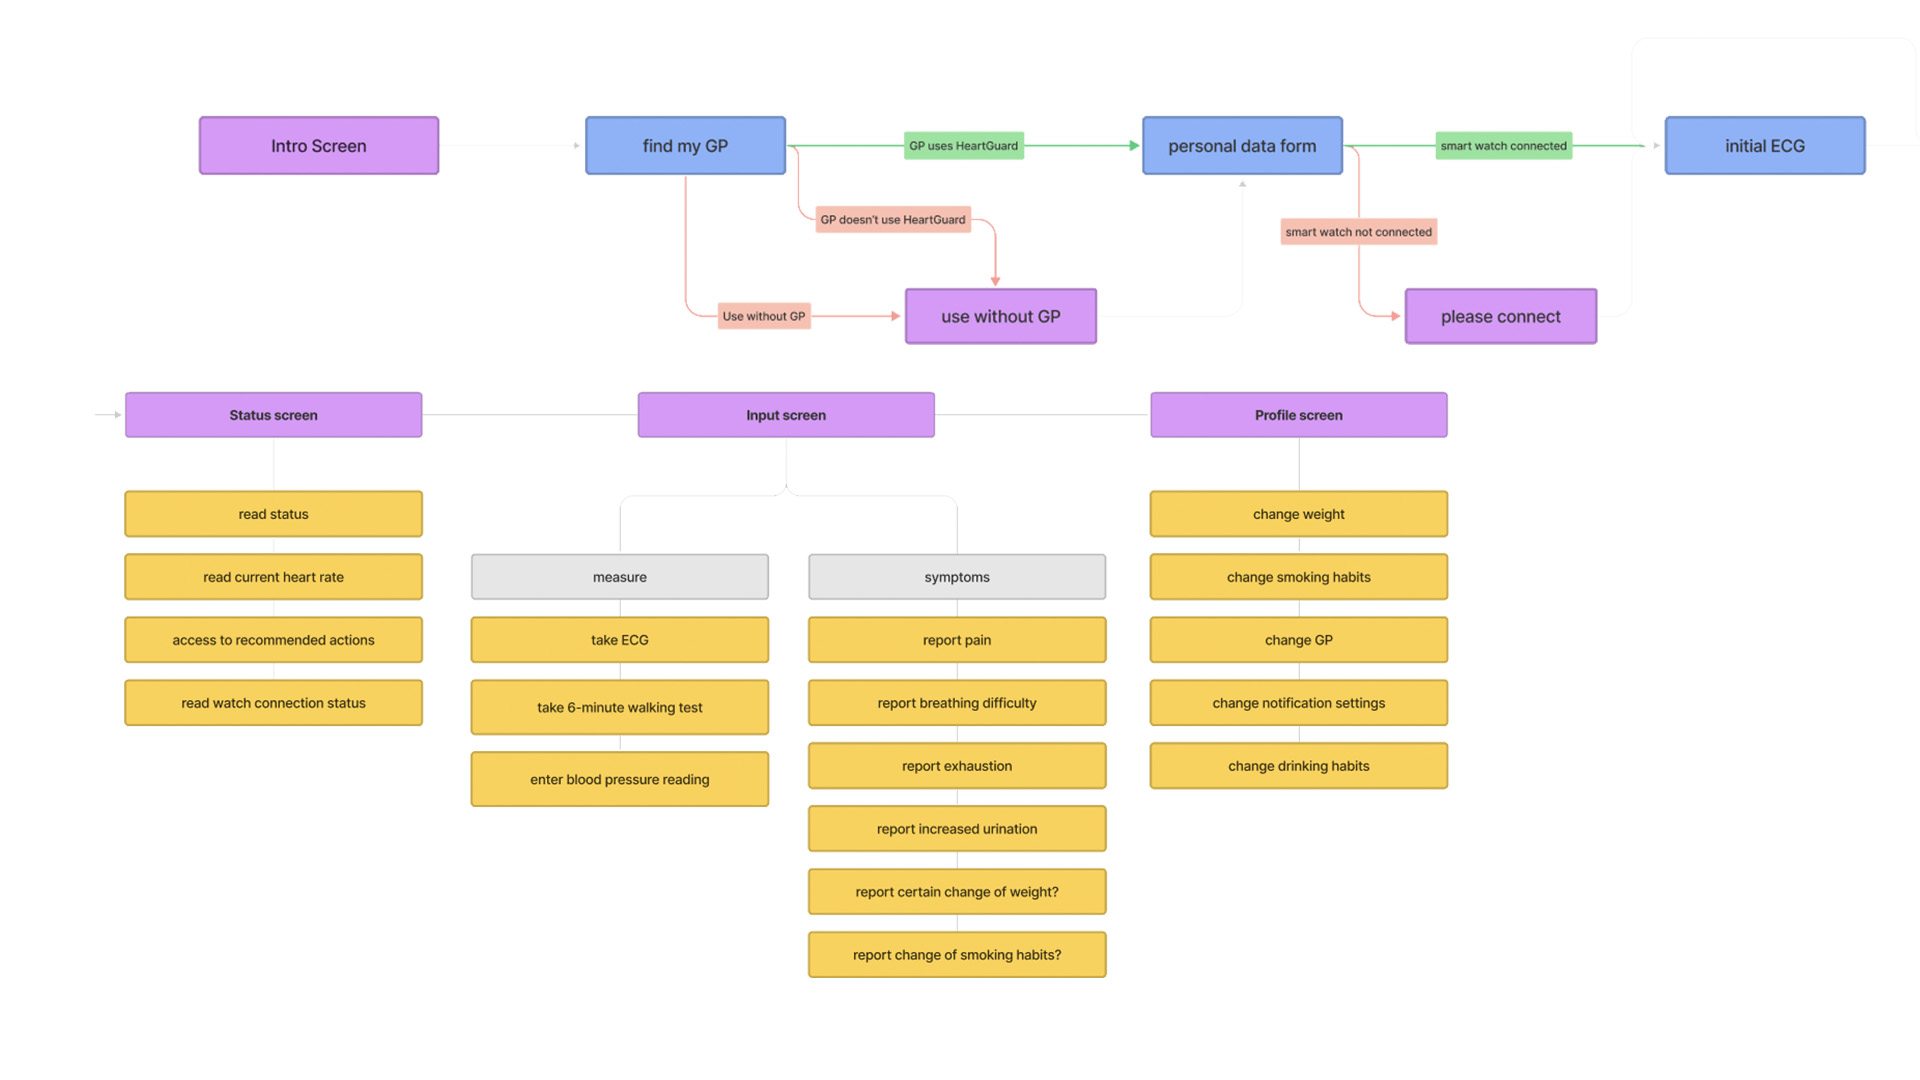 Intro Screen
find my GP
GP uses HeartGuard
personal data form
smart watch connected
initial ECG
GP doesn't use HeartGuard
smart watch not connected
Use without GP
use without GP
please connect
Status screen
Input screen
Profile screen
read status
read current heart rate
access to recommended actions
read watch connection status
measure
take ECG
take 6-minute walking test
enter blood pressure reading
symptoms
report pain
report breathing difficulty
report exhaustion
report increased urination
report certain change of weight?
report change of smoking habits?
change weight
change smoking habits
change GP
change notification settings
change drinking habits